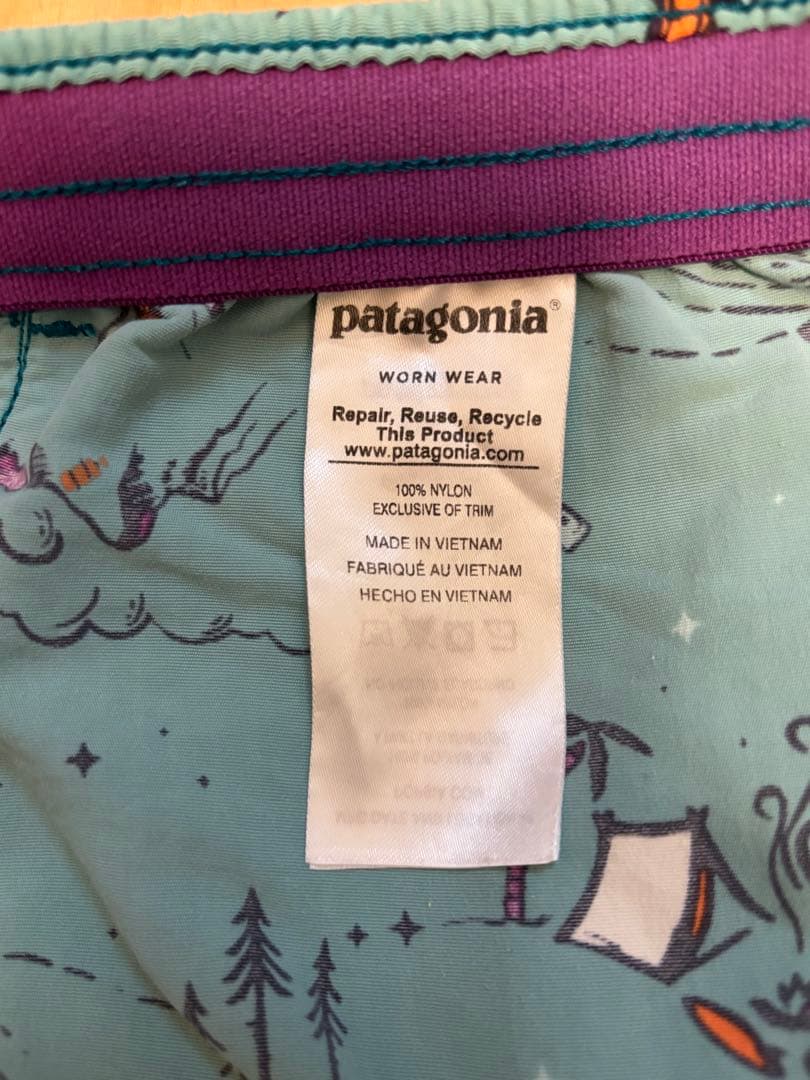 patagonia®
WORN WEAR
Repair, Reuse, Recycle
This Product
www.patagonia.com
100% NYLON
EXCLUSIVE OF TRIM
MADE IN VIETNAM
FABRIQUÉ AU VIETNAM
HECHO EN VIETNAM